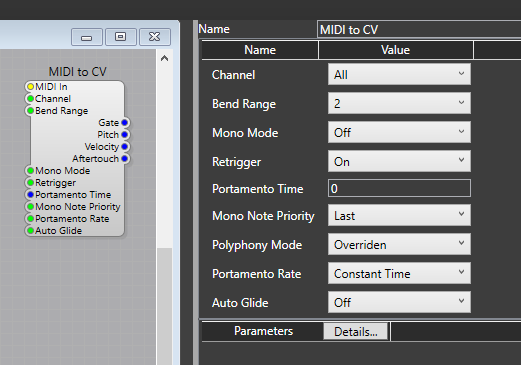 MIDI to CV
MIDI In
Channel
Bend Range
Gate
Pitch
Velocity
Aftertouch
Mono Mode
Retrigger
Portamento Time
Mono Note Priority
Portamento Rate
Auto Glide
Name MIDI to CV
Name Value
Channel All
Bend Range 2
Mono Mode Off
Retrigger On
Portamento Time 0
Mono Note Priority Last
Polyphony Mode Overriden
Portamento Rate Constant Time
Auto Glide Off
Parameters Details...